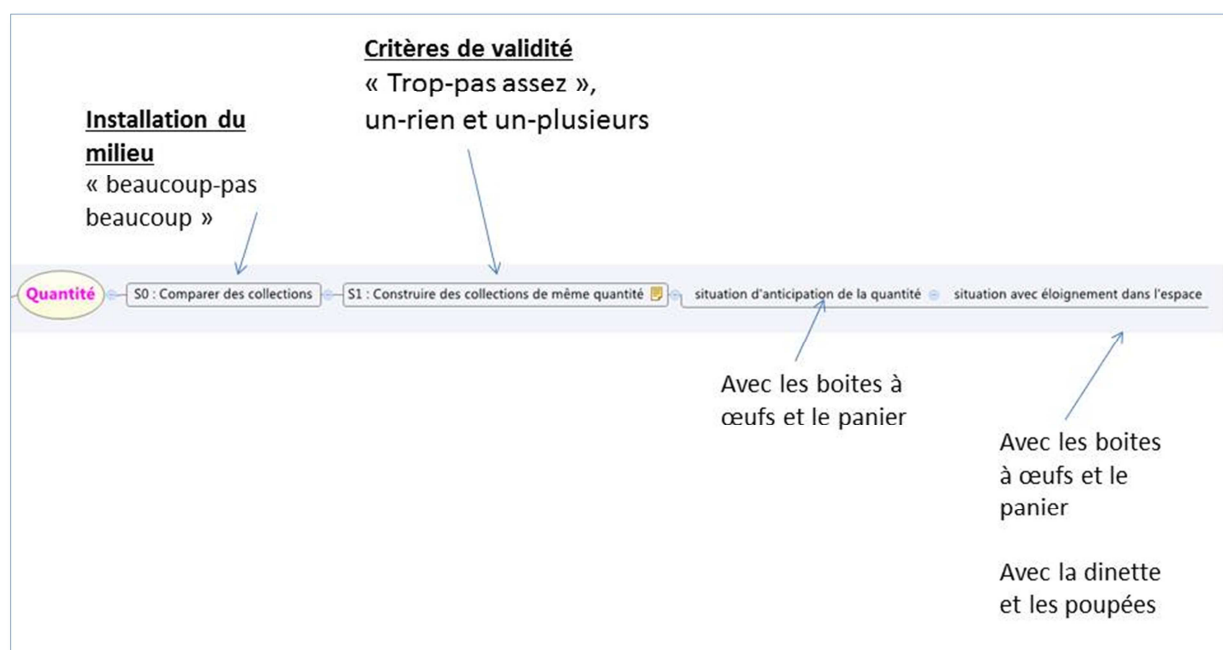 Critères de validité
« Trop-pas assez »,
un-rien et un-plusieurs
Installation du
milieu
« beaucoup-pas
beaucoup »
Quantité
S0 : Comparer des collections
S1 : Construire des collections de même quantité
situation d'anticipation de la quantité
situation avec éloignement dans l'espace
Avec les boites à
œufs et le panier
Avec les boites
à œufs et le
panier
Avec la dinette
et les poupées